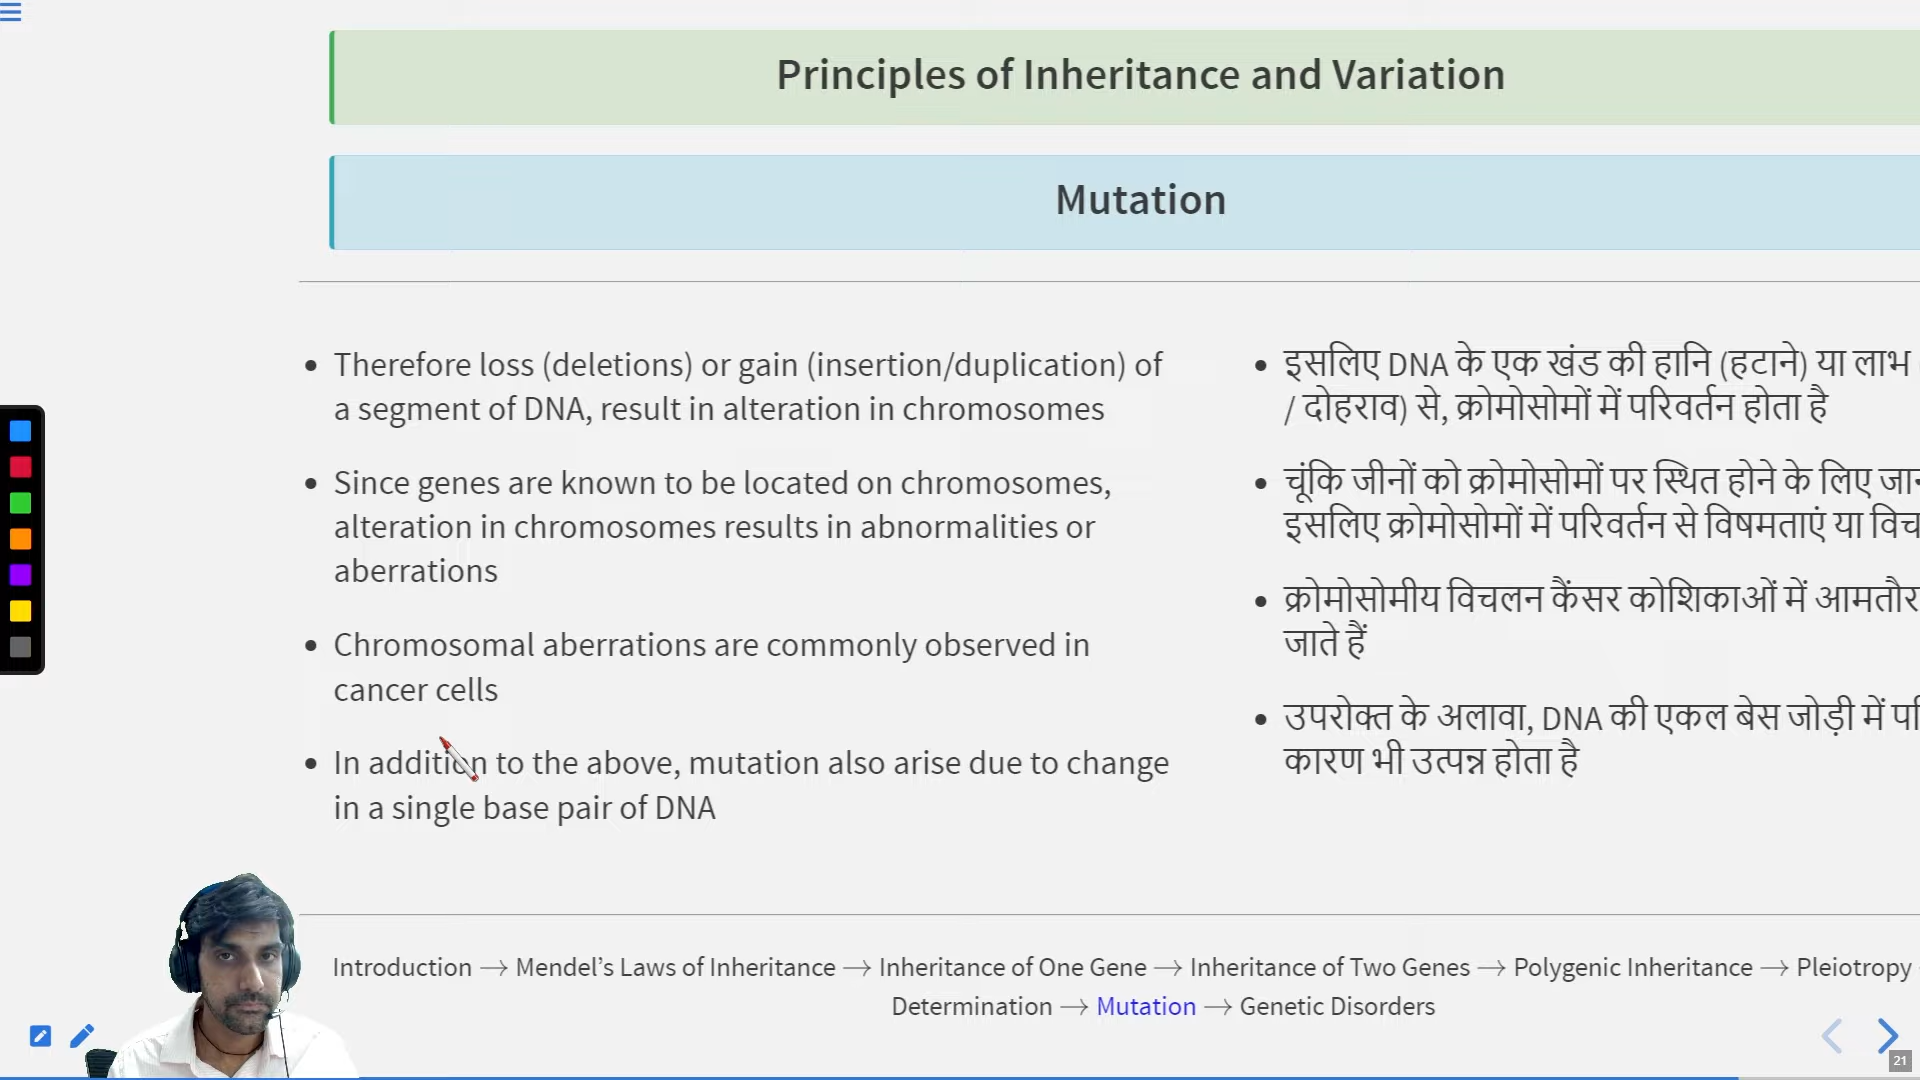 Principles of Inheritance and Variation
Mutation
Therefore loss (deletions) or gain (insertion/duplication) of
a segment of DNA, result in alteration in chromosomes
Since genes are known to be located on chromosomes,
alteration in chromosomes results in abnormalities or
aberrations
Chromosomal aberrations are commonly observed in
cancer cells
In addition to the above, mutation also arise due to change
in a single base pair of DNA
इसलिए DNA के एक खंड की हानि (हटाने) या लाभ
/ दोहराव) से, क्रोमोसोमों में परिवर्तन होता है
चूंकि जीनों को क्रोमोसोमों पर स्थित होने के लिए
इसलिए क्रोमोसोमों में परिवर्तन से विषमताएं या
क्रोमोसोमीय विचलन कैंसर कोशिकाओं में आमतौर
जाते हैं
उपरोक्त के अलावा, DNA की एकल बेस जोड़ी में
कारण भी उत्पन्न होता है
Introduction → Mendel’s Laws of Inheritance → Inheritance of One Gene → Inheritance of Two Genes → Polygenic Inheritance → Pleiotropy
Determination → Mutation → Genetic Disorders
21